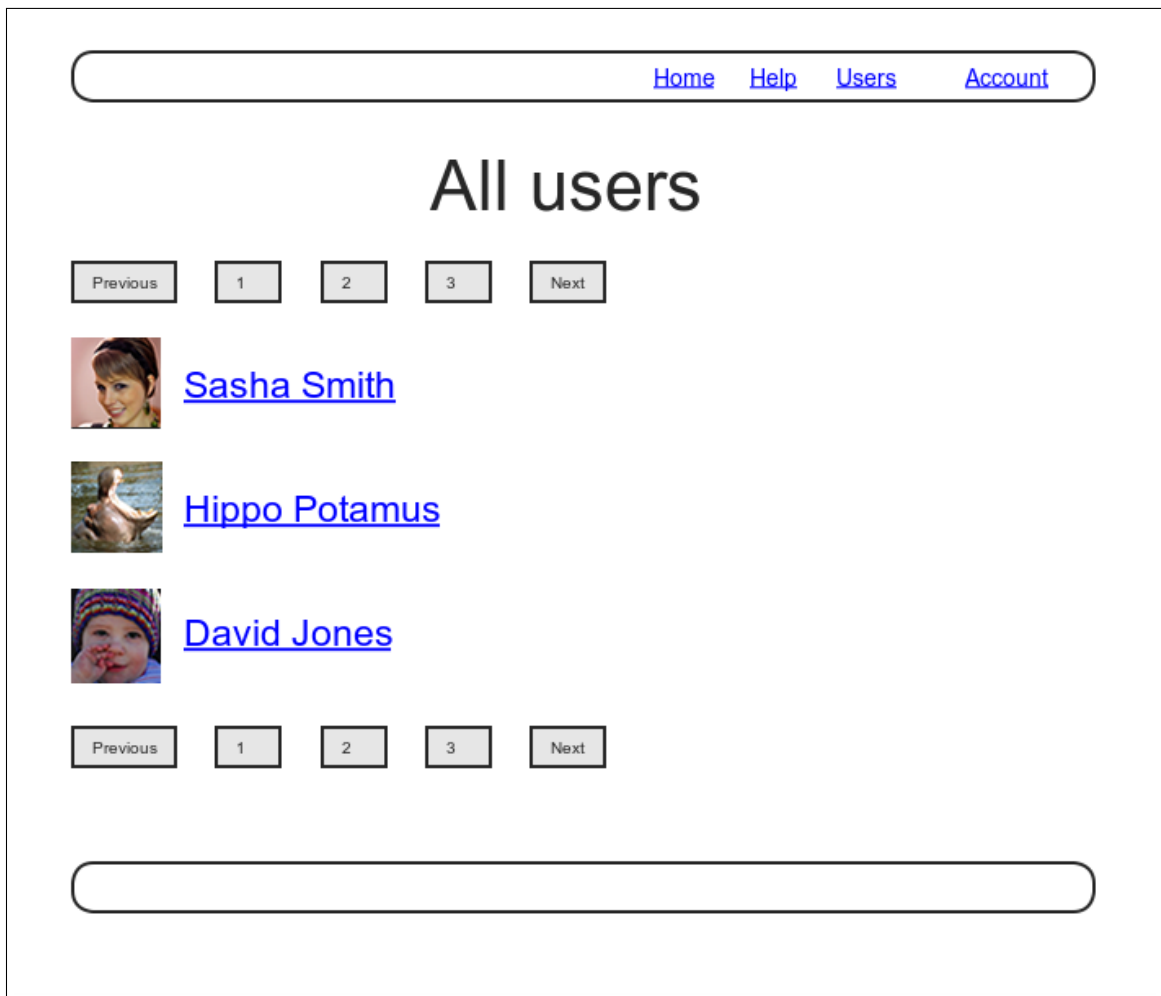 Home Help Users Account
All users
Previous 1 2 3 Next
Sasha Smith
Hippo Potamus
David Jones
Previous 1 2 3 Next